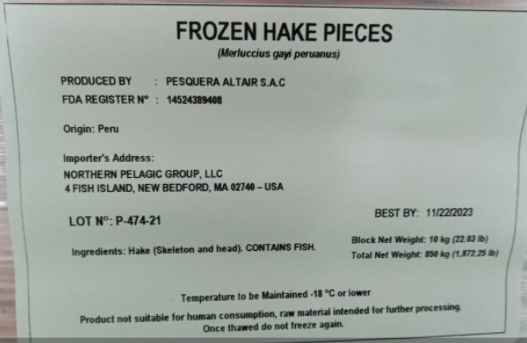 FROZEN HAKE PIECES
(Merluccius gayi peruanus)
PRODUCED BY : PESQUERA ALTAIR S.A.C
FDA REGISTER Nº : 14524389408
Origin: Peru
Importer's Address:
NORTHERN PELAGIC GROUP, LLC
4 FISH ISLAND, NEW BEDFORD, MA 02740 – USA
LOT Nº: P-474-21
BEST BY: 11/22/2023
Ingredients: Hake (Skeleton and head). CONTAINS FISH.
Block Net Weight: 10 kg (22.03 lb)
Total Net Weight: 850 kg (1,872.25 lb)
Temperature to be Maintained -18 ºC or lower
Product not suitable for human consumption, raw material intended for further processing.
Once thawed do not freeze again.